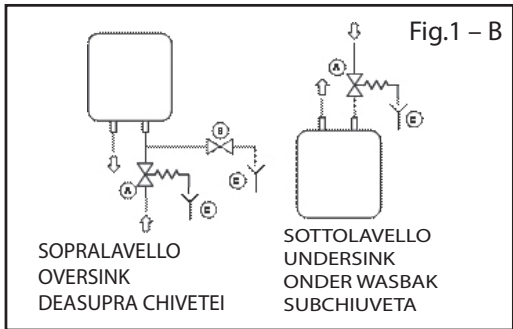 Fig.1 – B
A
B
E
E
A
E
SOPRALAVELLO
OVERSINK
DEASUPRA CHIVETEI
SOTTOLAVELLO
UNDERSINK
ONDER WASBAK
SUBCHIUVETA